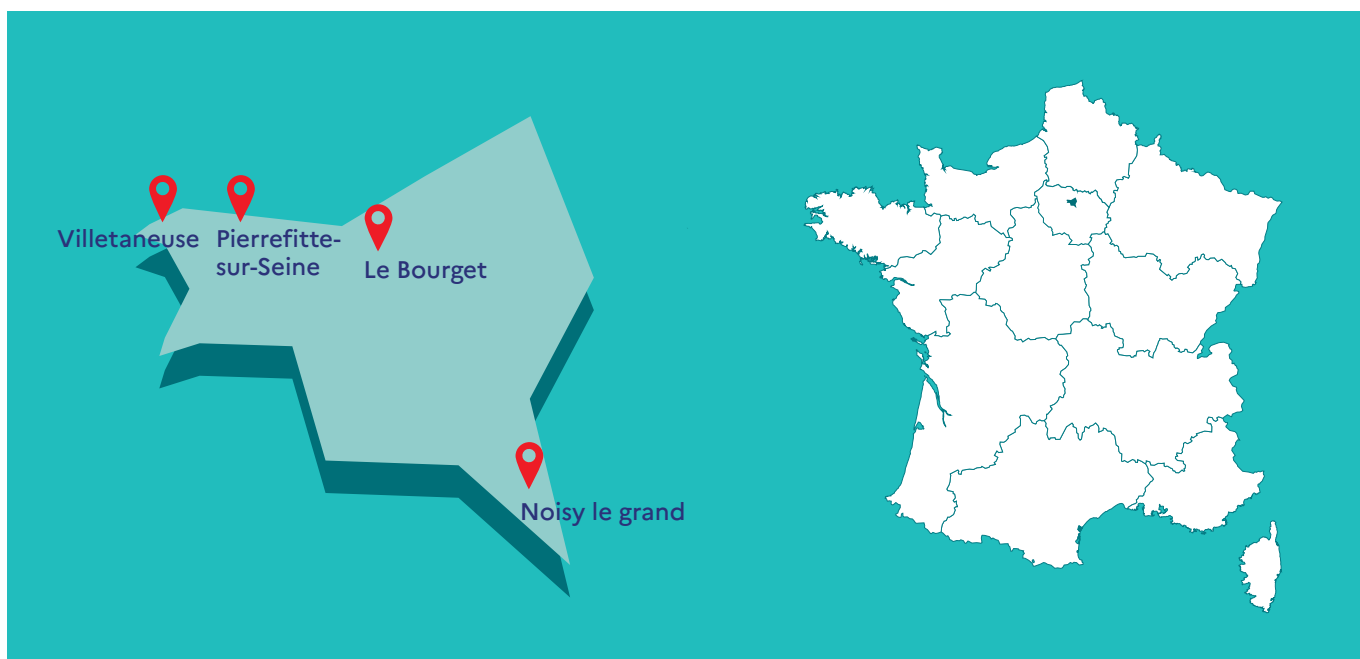 Villetaneuse
Pierrefitte-
sur-Seine
Le Bourget
Noisy le grand